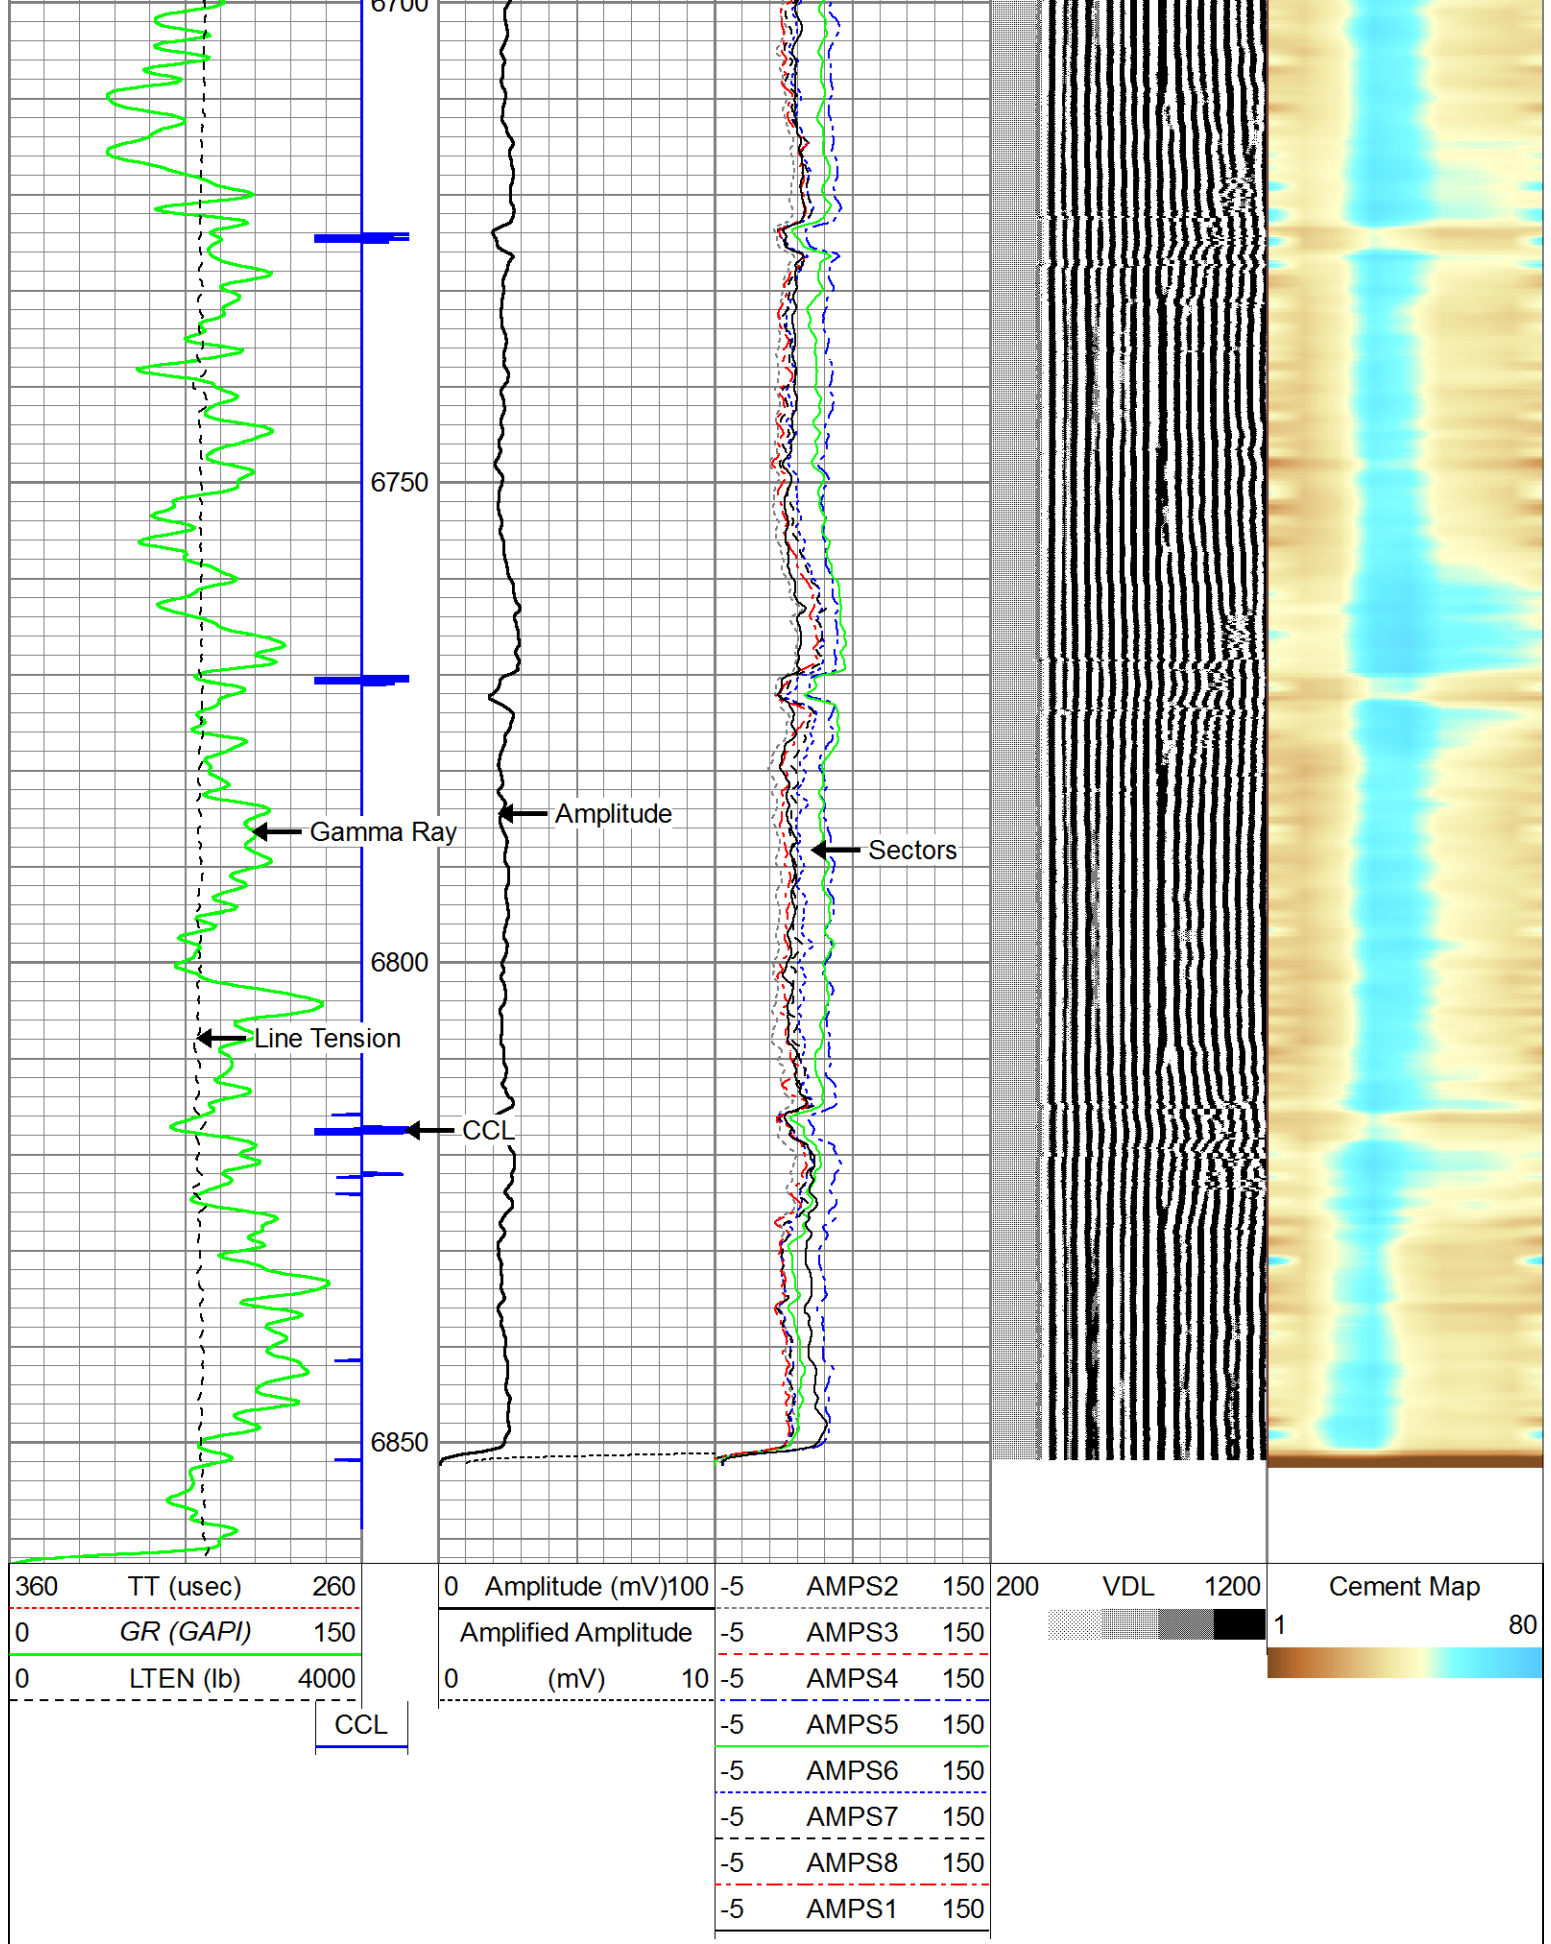 6700
6750
Amplitude
Gamma Ray
Sectors
6800
Line Tension
CCL
6850
360 TT (usec) 260
0 GR (GAPI) 150
0 LTEN (lb) 4000
CCL
0 Amplitude (mV) 100
Amplified Amplitude
0 (mV) 10
-5 AMPS2 150
-5 AMPS3 150
-5 AMPS4 150
-5 AMPS5 150
-5 AMPS6 150
-5 AMPS7 150
-5 AMPS8 150
-5 AMPS1 150
200 VDL 1200
Cement Map
1 80